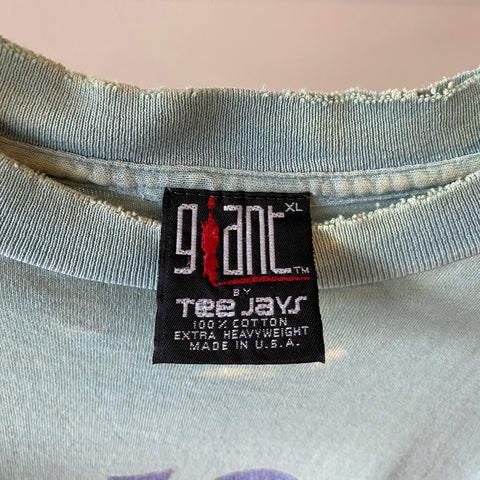 giant XL
TM
BY
Tee Jays
100% COTTON
EXTRA HEAVYWEIGHT
MADE IN U.S.A.